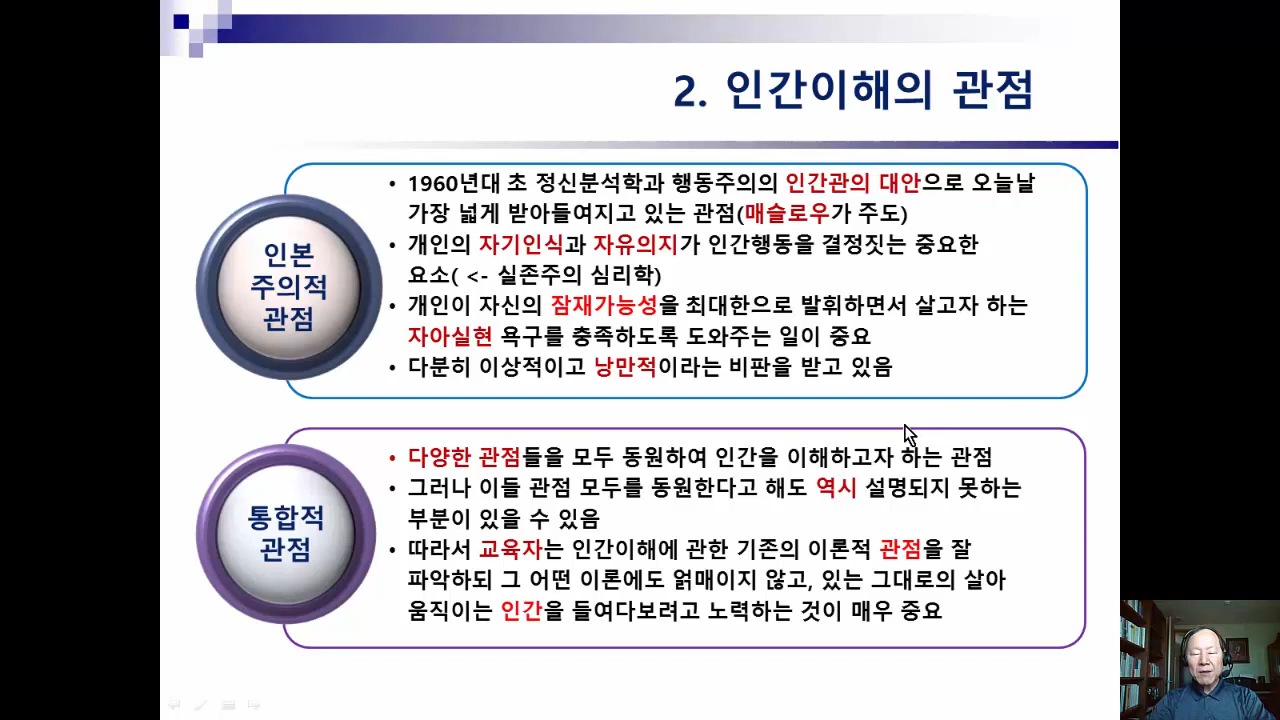 2. 인간이해의 관점
인본
주의적
관점
• 1960년대 초 정신분석학과 행동주의의 인간관의 대안으로 오늘날
가장 넓게 받아들여지고 있는 관점(매슬로우가 주도)
• 개인의 자기인식과 자유의지가 인간행동을 결정짓는 중요한
요소( <- 실존주의 심리학)
• 개인이 자신의 잠재가능성을 최대한으로 발휘하면서 살고자 하는
자아실현 욕구를 충족하도록 도와주는 일이 중요
• 다분히 이상적이고 낭만적이라는 비판을 받고 있음
통합적
관점
• 다양한 관점들을 모두 동원하여 인간을 이해하고자 하는 관점
• 그러나 이들 관점 모두를 동원한다고 해도 역시 설명되지 못하는
부분이 있을 수 있음
• 따라서 교육자는 인간이해에 관한 기존의 이론적 관점을 잘
파악하되 그 어떤 이론에도 얽매이지 않고, 있는 그대로의 살아
움직이는 인간을 들여다보려고 노력하는 것이 매우 중요